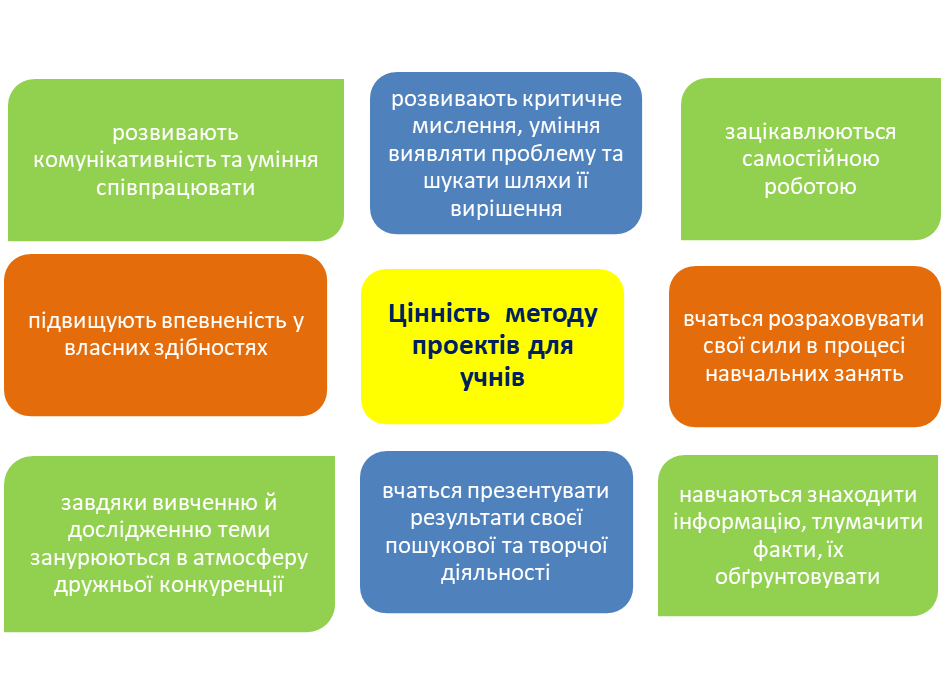 розвивають
комунікативність та уміння
співпрацювати
розвивають критичне
мислення, уміння
виявляти проблему та
шукати шляхи її
вирішення
зацікавлюються
самостійною
роботою
підвищують впевненість у
власних здібностях
Цінність методу
проектів для
учнів
вчаться розраховувати
свої сили в процесі
навчальних занять
завдяки вивченню й
дослідженню теми
занурюються в атмосферу
дружньої конкуренції
вчаться презентувати
результати своєї
пошукової та творчої
діяльності
навчаються знаходити
інформацію, тлумачити
факти, їх
обґрунтовувати